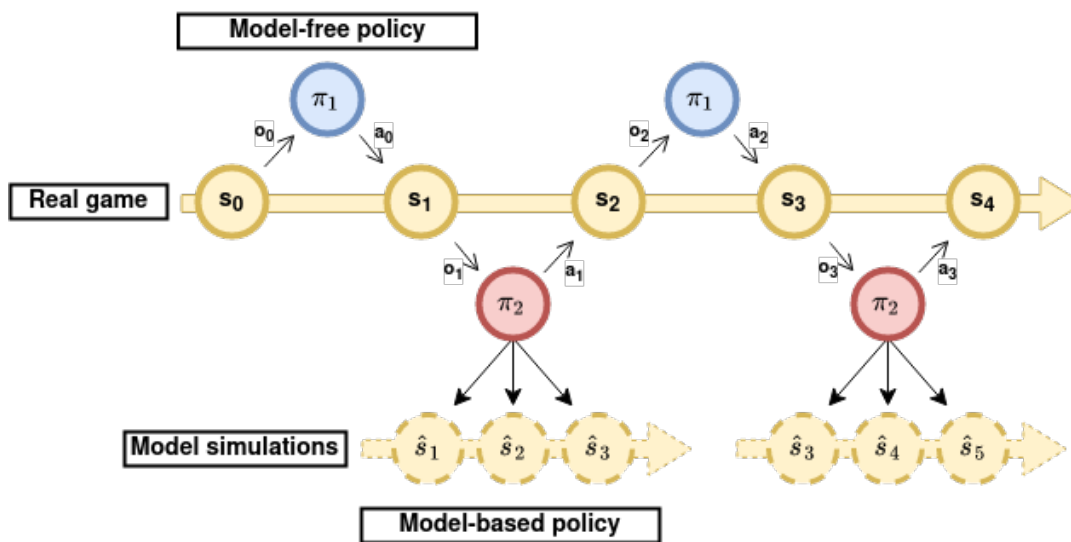 Model-free policy
π₁ π₁
o₀ a₀ o₂ a₂
Real game s₀ s₁ s₂ s₃ s₄
o₁ a₁ o₃ a₃
π₂ π₂
Model simulations ŝ₁ ŝ₂ ŝ₃ ŝ₃ ŝ₄ ŝ₅
Model-based policy